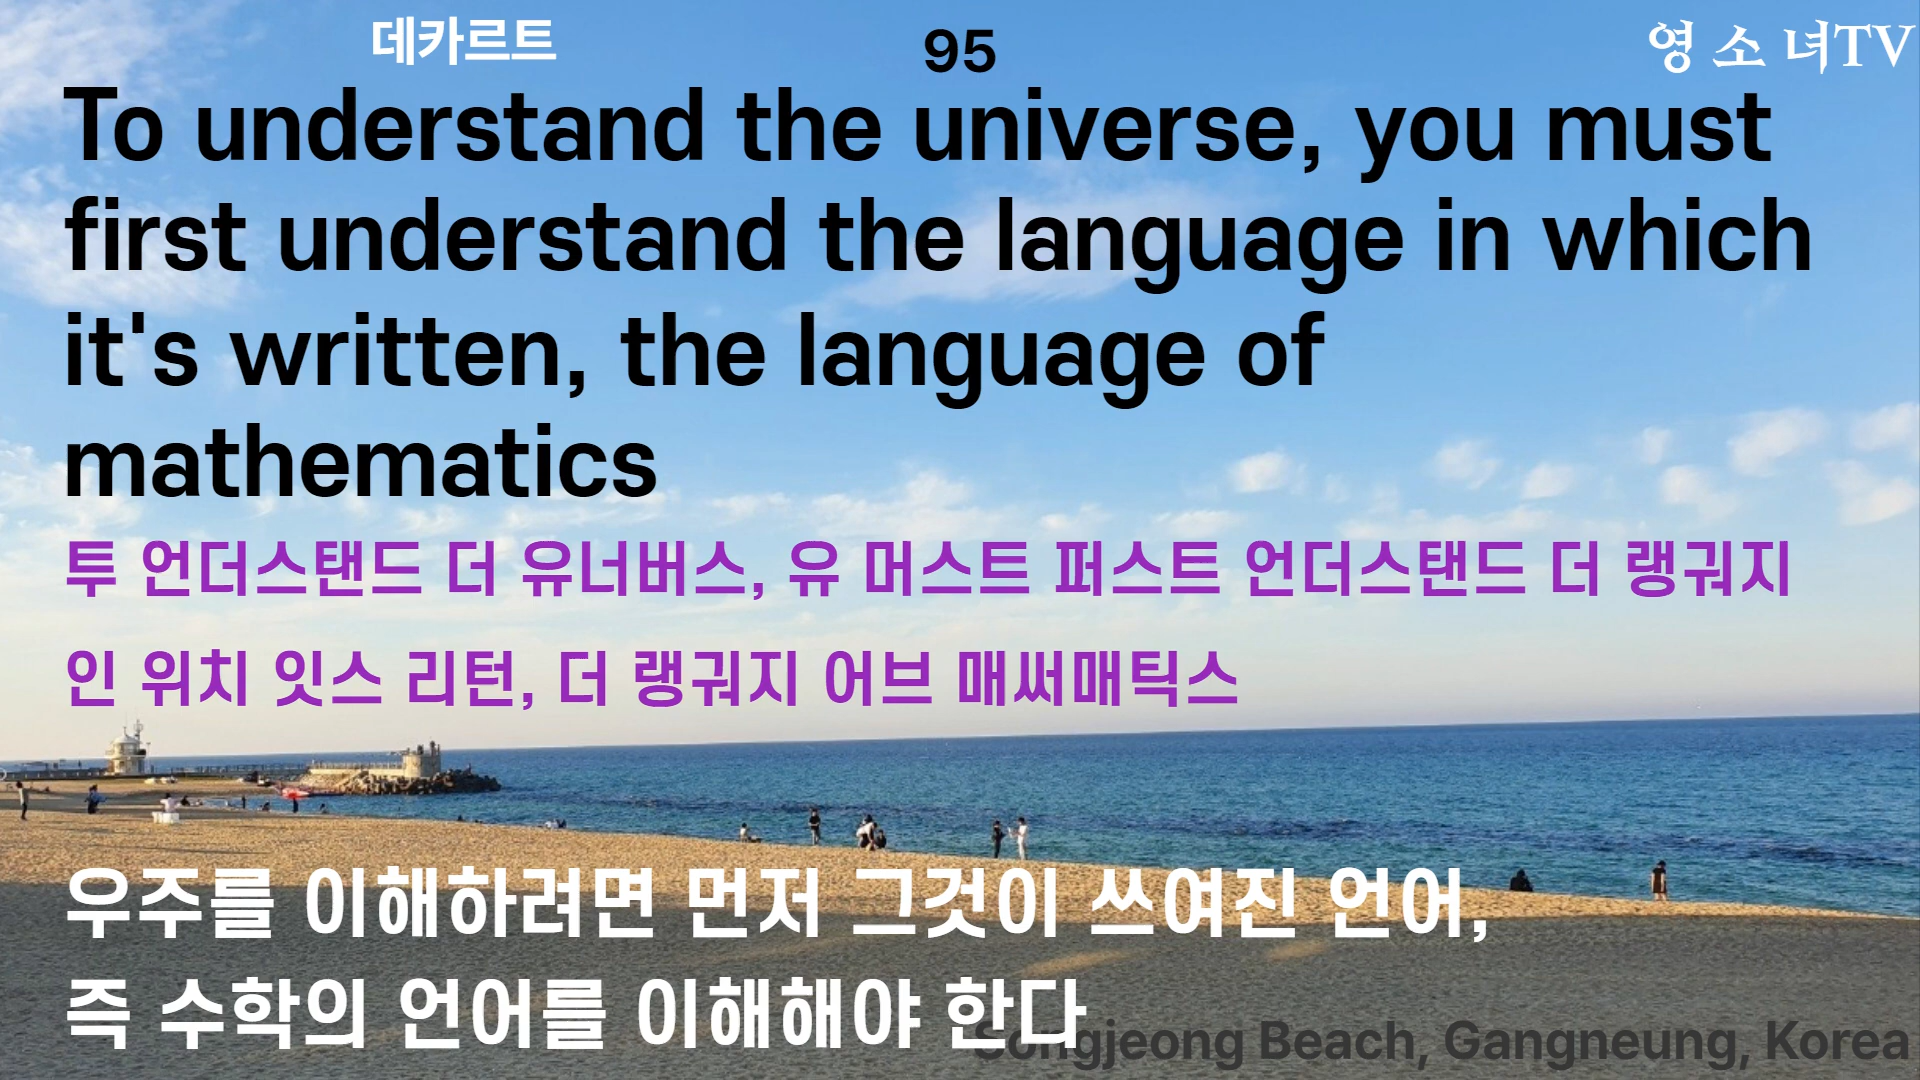 데카르트
95
영 소 녀TV
To understand the universe, you must
first understand the language in which
it's written, the language of
mathematics
투 언더스탠드 더 유너버스, 유 머스트 퍼스트 언더스탠드 더 랭궈지
인 위치 잇스 리턴, 더 랭궈지 어브 매써매틱스
우주를 이해하려면 먼저 그것이 쓰여진 언어,
즉 수학의 언어를 이해해야 한다
Songjeong Beach, Gangneung, Korea